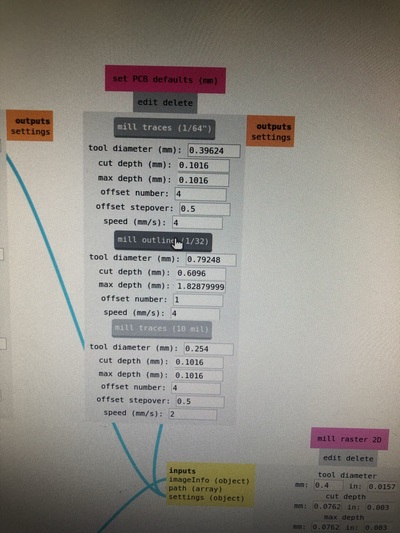 set PCB defaults (mm)
edit delete
outputs
settings
mill traces (1/64")
outputs
settings
tool diameter (mm): 0.39624
cut depth (mm): 0.1016
max depth (mm): 0.1016
offset number: 4
offset stepover: 0.5
speed (mm/s): 4
mill outline (1/32)
tool diameter (mm): 0.79248
cut depth (mm): 0.6096
max depth (mm): 1.82879999
offset number: 1
speed (mm/s): 4
mill traces (10 mil)
tool diameter (mm): 0.254
cut depth (mm): 0.1016
max depth (mm): 0.1016
offset number: 4
offset stepover: 0.5
speed (mm/s): 2
mill raster 2D
edit delete
inputs
imageInfo (object)
path (array)
settings (object)
tool diameter
mm: 0.4 in: 0.0157
cut depth
mm: 0.0762 in: 0.003
max depth
mm: 0.0762 in: 0.003